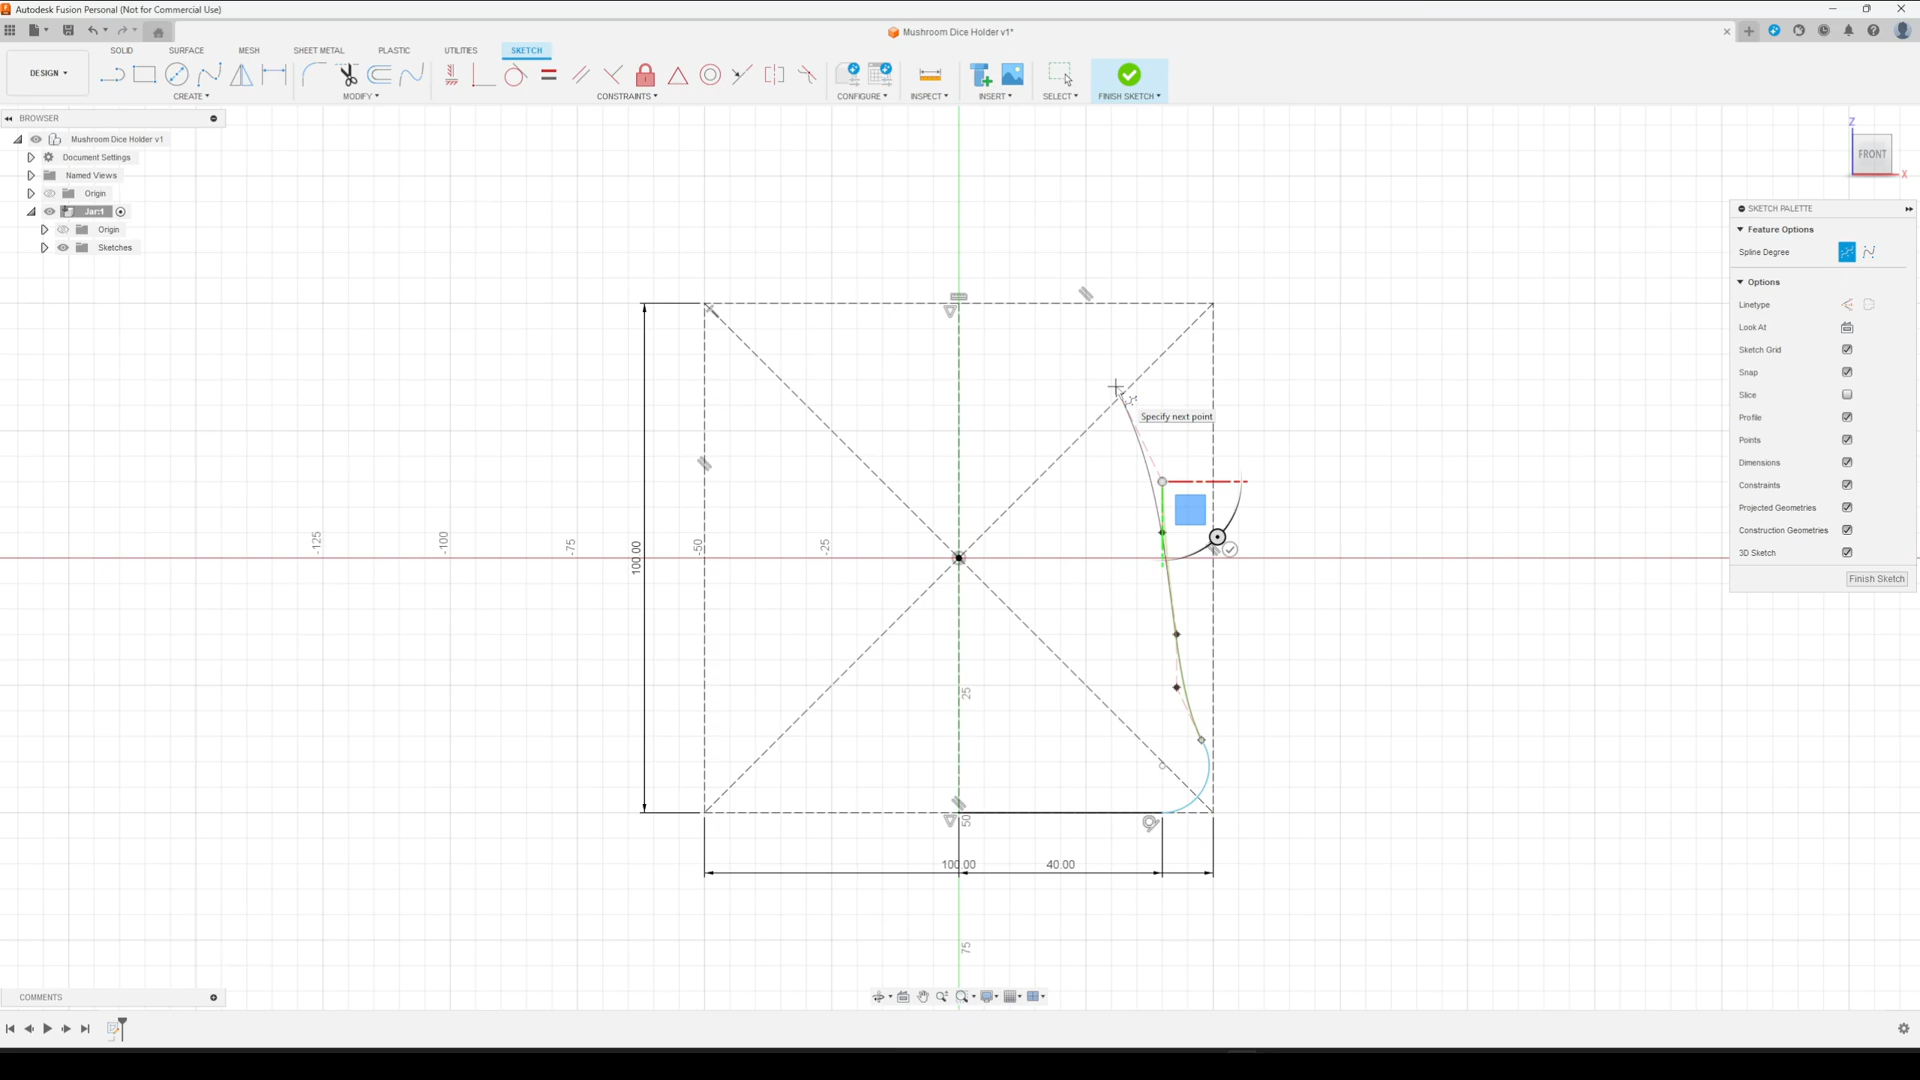 Autodesk Fusion Personal (Not for Commercial Use)
Mushroom Dice Holder v1*
DESIGN
SOLID
SURFACE
MESH
SHEET METAL
PLASTIC
UTILITIES
SKETCH
CREATE
MODIFY
CONSTRAINTS
CONFIGURE
INSPECT
INSERT
SELECT
FINISH SKETCH
BROWSER
Mushroom Dice Holder v1
Document Settings
Named Views
Origin
Jar:1
Origin
Sketches
Z
FRONT
X
SKETCH PALETTE
Feature Options
Spline Degree
Options
Linetype
Look At
Sketch Grid
Snap
Slice
Profile
Points
Dimensions
Constraints
Projected Geometries
Construction Geometries
3D Sketch
Finish Sketch
Specify next point
-125
-100
-75
-50
-25
100.00
25
50
100.00
40.00
75
COMMENTS